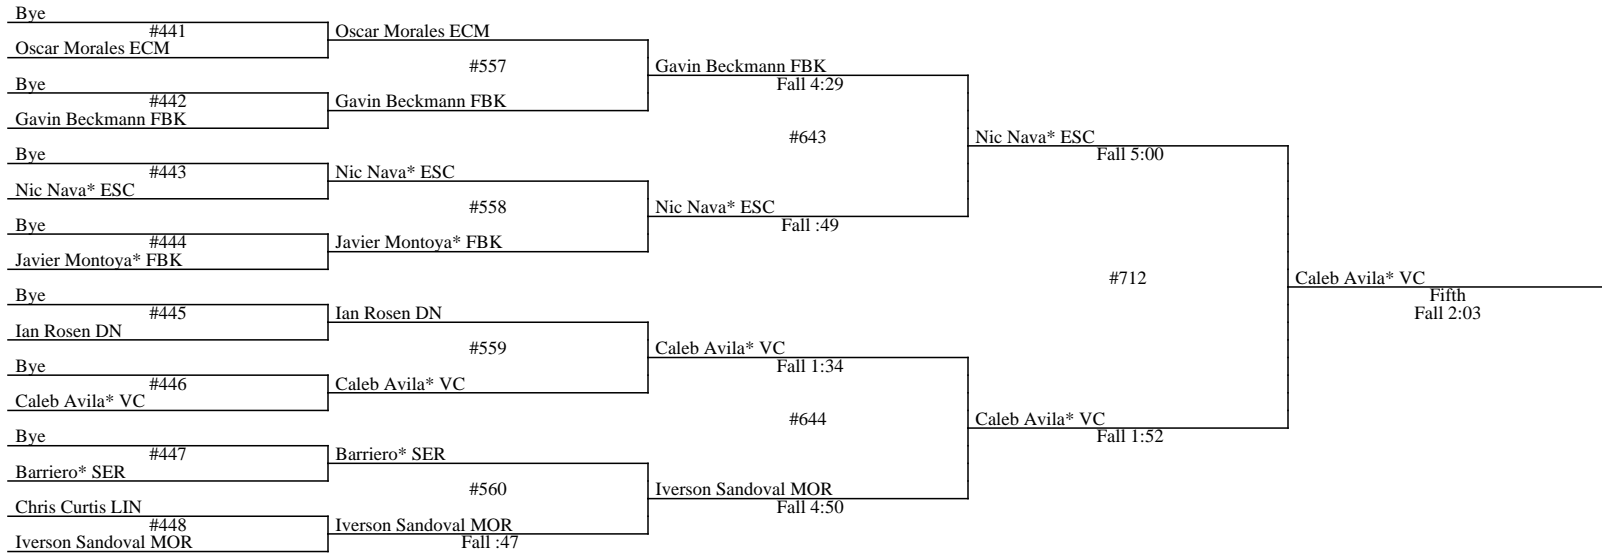 Bye
#441
Oscar Morales ECM
Bye
#442
Gavin Beckmann FBK
Bye
#443
Nic Nava* ESC
Bye
#444
Javier Montoya* FBK
Bye
#445
Ian Rosen DN
Bye
#446
Caleb Avila* VC
Bye
#447
Barriero* SER
Chris Curtis LIN
#448
Iverson Sandoval MOR
Oscar Morales ECM
#557
Gavin Beckmann FBK
Nic Nava* ESC
#558
Javier Montoya* FBK
Ian Rosen DN
#559
Caleb Avila* VC
Barriero* SER
#560
Iverson Sandoval MOR
Fall :47
Gavin Beckmann FBK
Fall 4:29
#643
Nic Nava* ESC
Fall :49
Caleb Avila* VC
Fall 1:34
#644
Iverson Sandoval MOR
Fall 4:50
Nic Nava* ESC
Fall 5:00
#712
Caleb Avila* VC
Fall 1:52
Caleb Avila* VC
Fifth
Fall 2:03